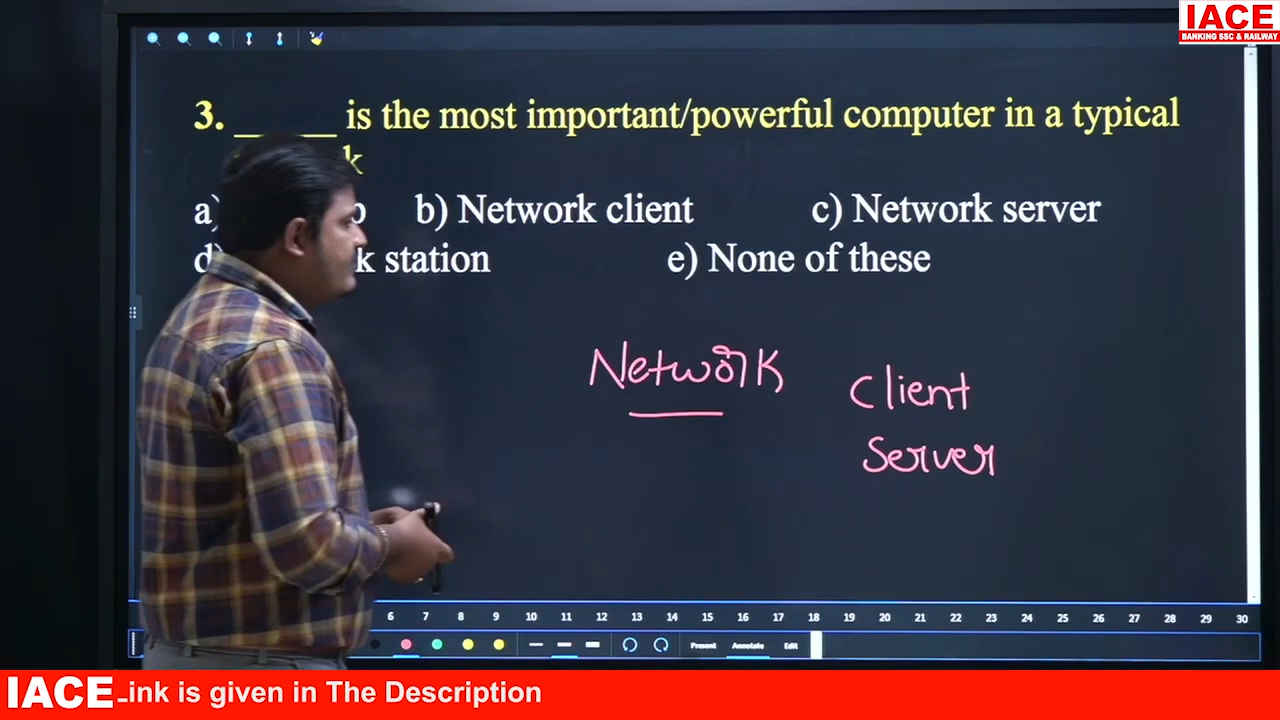 IACE
BANKING SSC & RAILWAY
3. _____ is the most important/powerful computer in a typical
k
a) b) Network client c) Network server
k station e) None of these
Network
Client
Server
6 7 8 9 10 11 12 13 14 15 16 17 18 19 20 21 22 23 24 25 26 27 28 29 30
Present Annotate Edit
IACE
ink is given in The Description